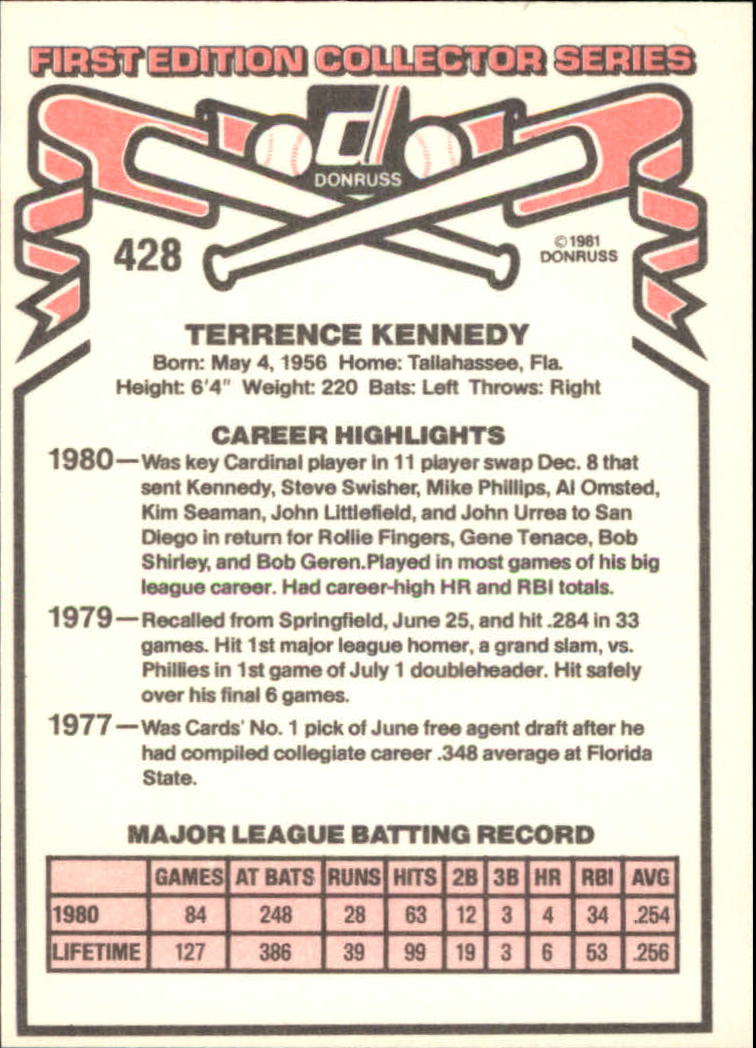 FIRST EDITION COLLECTOR SERIES
d
DONRUSS
428
©1981
DONRUSS
TERRENCE KENNEDY
Born: May 4, 1956 Home: Tallahassee, Fla.
Height: 6'4" Weight: 220 Bats: Left Throws: Right
CAREER HIGHLIGHTS
1980—Was key Cardinal player in 11 player swap Dec. 8 that
sent Kennedy, Steve Swisher, Mike Phillips, Al Omsted,
Kim Seaman, John Littlefield, and John Urrea to San
Diego in return for Rollie Fingers, Gene Tenace, Bob
Shirley, and Bob Geren.Played in most games of his big
league career. Had career-high HR and RBI totals.
1979—Recalled from Springfield, June 25, and hit .284 in 33
games. Hit 1st major league homer, a grand slam, vs.
Phillies in 1st game of July 1 doubleheader. Hit safely
over his final 6 games.
1977—Was Cards' No. 1 pick of June free agent draft after he
had compiled collegiate career .348 average at Florida
State.
MAJOR LEAGUE BATTING RECORD
GAMES AT BATS RUNS HITS 2B 3B HR RBI AVG
1980 84 248 28 63 12 3 4 34 .254
LIFETIME 127 386 39 99 19 3 6 53 .256